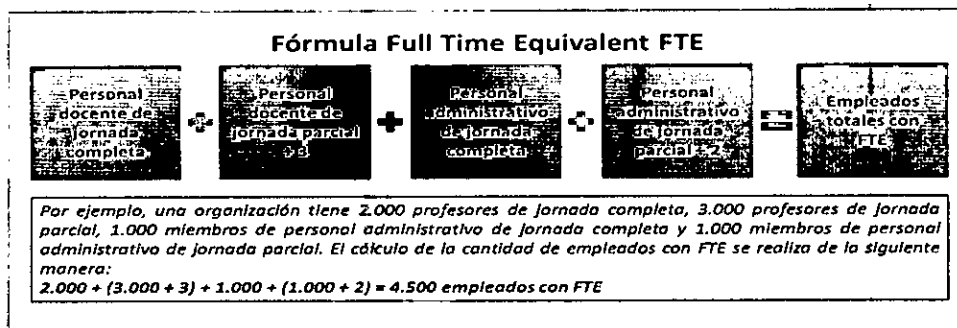 Fórmula Full Time Equivalent FTE
Personal
docente de
jornada
completa
+
Personal
docente de
jornada parcial
÷ 3
+
Personal
administrativo
de jornada
completa
+
Personal
administrativo
de jornada
parcial ÷ 2
=
Empleados
totales con
FTE
Por ejemplo, una organización tiene 2.000 profesores de jornada completa, 3.000 profesores de jornada
parcial, 1.000 miembros de personal administrativo de jornada completa y 1.000 miembros de personal
administrativo de jornada parcial. El cálculo de la cantidad de empleados con FTE se realiza de la siguiente
manera:
2.000 + (3.000 ÷ 3) + 1.000 + (1.000 ÷ 2) = 4.500 empleados con FTE